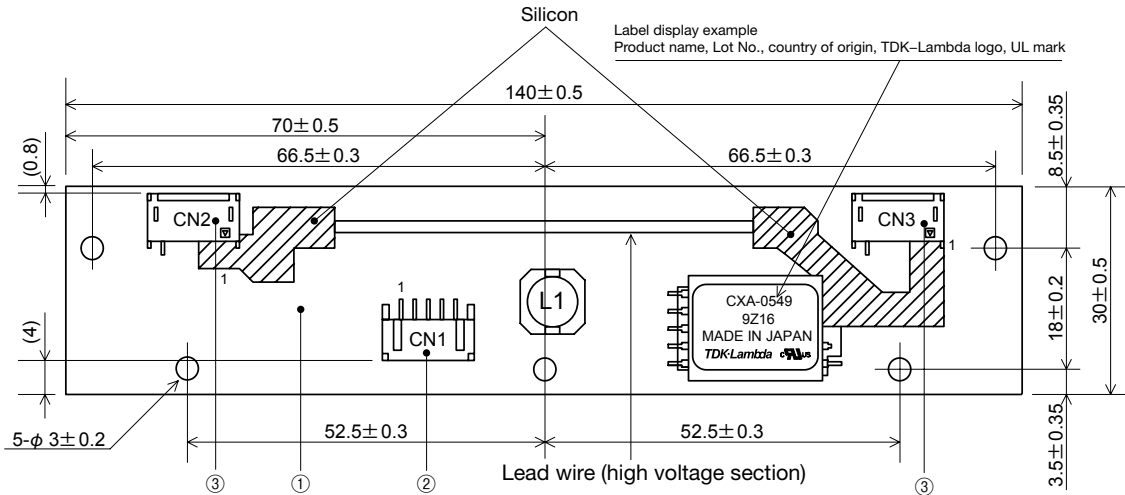 Silicon
Label display example
Product name, Lot No., country of origin, TDK–Lambda logo, UL mark
140±0.5
70±0.5
66.5±0.3
66.5±0.3
(0.8)
8.5±0.35
CN2
CN3
1
1
1
L1
CN1
CXA-0549
9Z16
MADE IN JAPAN
TDK-Lambda c UL US
18±0.2
30±0.5
(4)
5-φ 3±0.2
52.5±0.3
52.5±0.3
3.5±0.35
Lead wire (high voltage section)
③
①
②
③